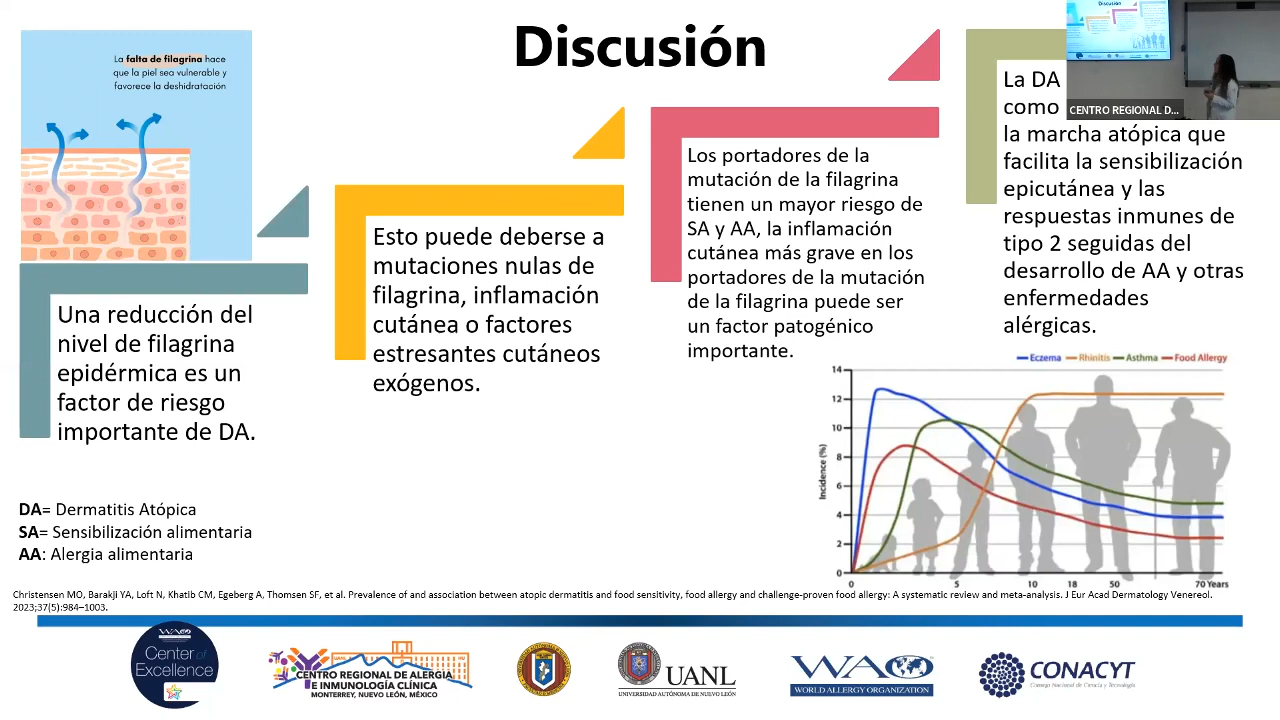 Discusión
La falta de filagrina hace
que la piel sea vulnerable y
favorece la deshidratación
Una reducción del
nivel de filagrina
epidérmica es un
factor de riesgo
importante de DA.
Esto puede deberse a
mutaciones nulas de
filagrina, inflamación
cutánea o factores
estresantes cutáneos
exógenos.
Los portadores de la
mutación de la filagrina
tienen un mayor riesgo de
SA y AA, la inflamación
cutánea más grave en los
portadores de la mutación
de la filagrina puede ser
un factor patogénico
importante.
La DA
como
la marcha atópica que
facilita la sensibilización
epicutánea y las
respuestas inmunes de
tipo 2 seguidas del
desarrollo de AA y otras
enfermedades
alérgicas.
CENTRO REGIONAL D...
Eczema Rhinitis Asthma Food Allergy
Incidence (%)
14
12
10
8
6
4
2
0
0 5 10 18 50 70 Years
DA= Dermatitis Atópica
SA= Sensibilización alimentaria
AA: Alergia alimentaria
Christensen MO, Barakji YA, Loft N, Khatib CM, Egeberg A, Thomsen SF, et al. Prevalence of and association between atopic dermatitis and food sensitivity, food allergy and challenge-proven food allergy: A systematic review and meta-analysis. J Eur Acad Dermatology Venereol.
2023;37(5):984–1003.
WAO
Center of
Excellence
CENTRO REGIONAL DE ALERGIA
E INMUNOLOGÍA CLÍNICA
MONTERREY, NUEVO LEÓN, MÉXICO
UANL
UNIVERSIDAD AUTÓNOMA DE NUEVO LEÓN
WAO
WORLD ALLERGY ORGANIZATION
CONACYT
Consejo Nacional de Ciencia y Tecnología